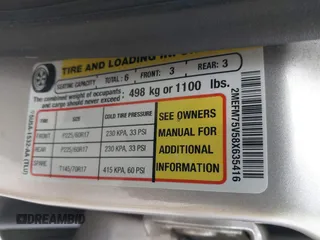 TIRE AND LOADING INFOR
SEATING CAPACITY TOTAL: 6 FRONT: 3 REAR: 3
The combined weight of occupants and cargo should never exceed 498 kg or 1100 lbs.
TIRE SIZE COLD TIRE PRESSURE
FRONT P225/60R17 230 KPA, 33 PSI
REAR P225/60R17 230 KPA, 33 PSI
SPARE T145/70R17 415 KPA, 60 PSI
SEE OWNERS
MANUAL FOR
ADDITIONAL
INFORMATION
2MEFM75V58X635416
DREAMBID